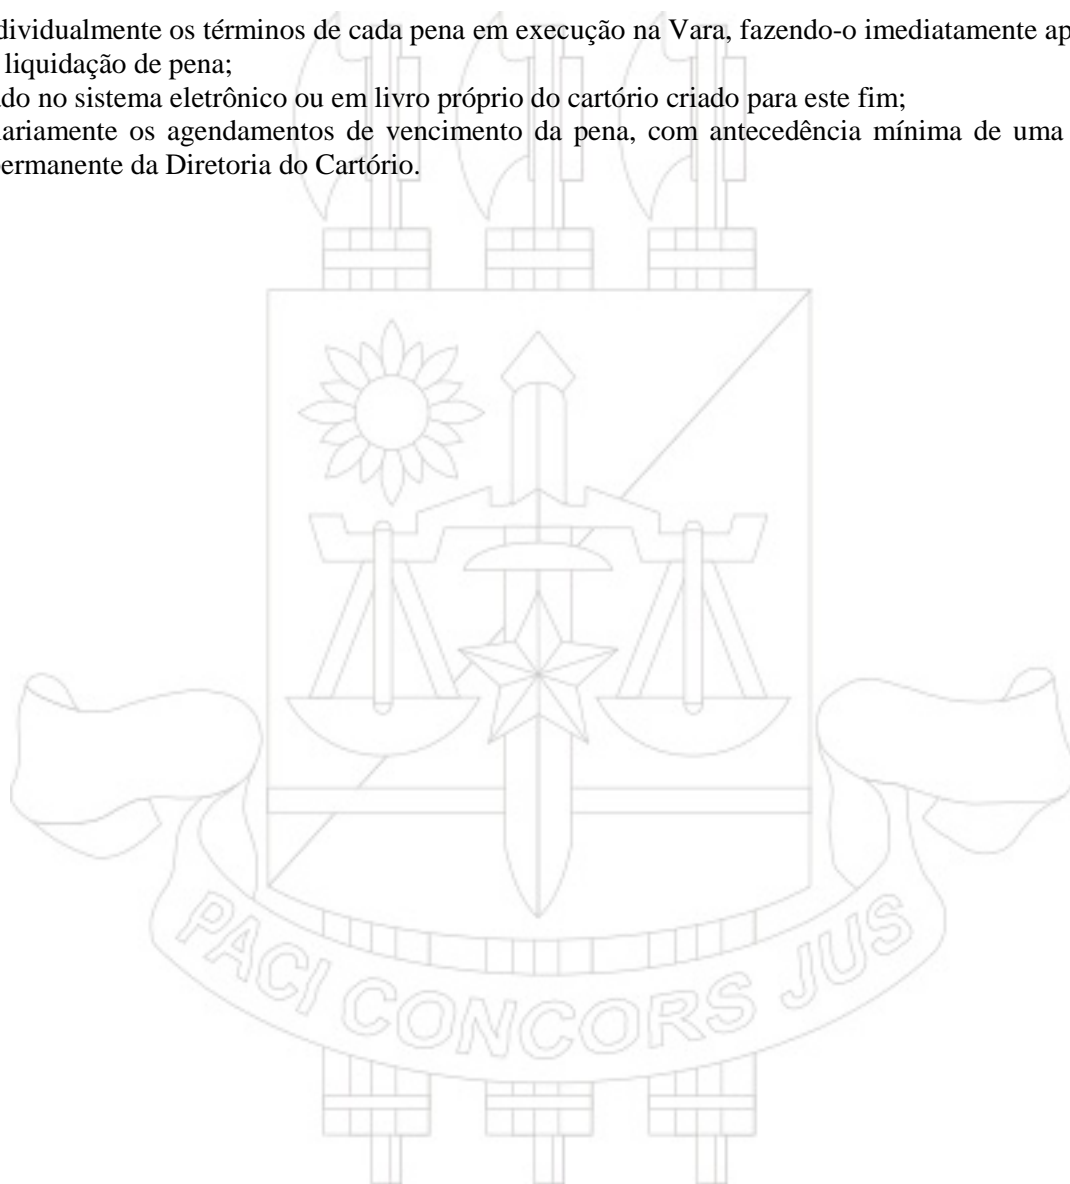 dividualmente os términos de cada pena em execução na Vara, fazendo-o imediatamente ap
liquidação de pena;
do no sistema eletrônico ou em livro próprio do cartório criado para este fim;
iariamente os agendamentos de vencimento da pena, com antecedência mínima de uma
permanente da Diretoria do Cartório.
PACI CONCORS JUS